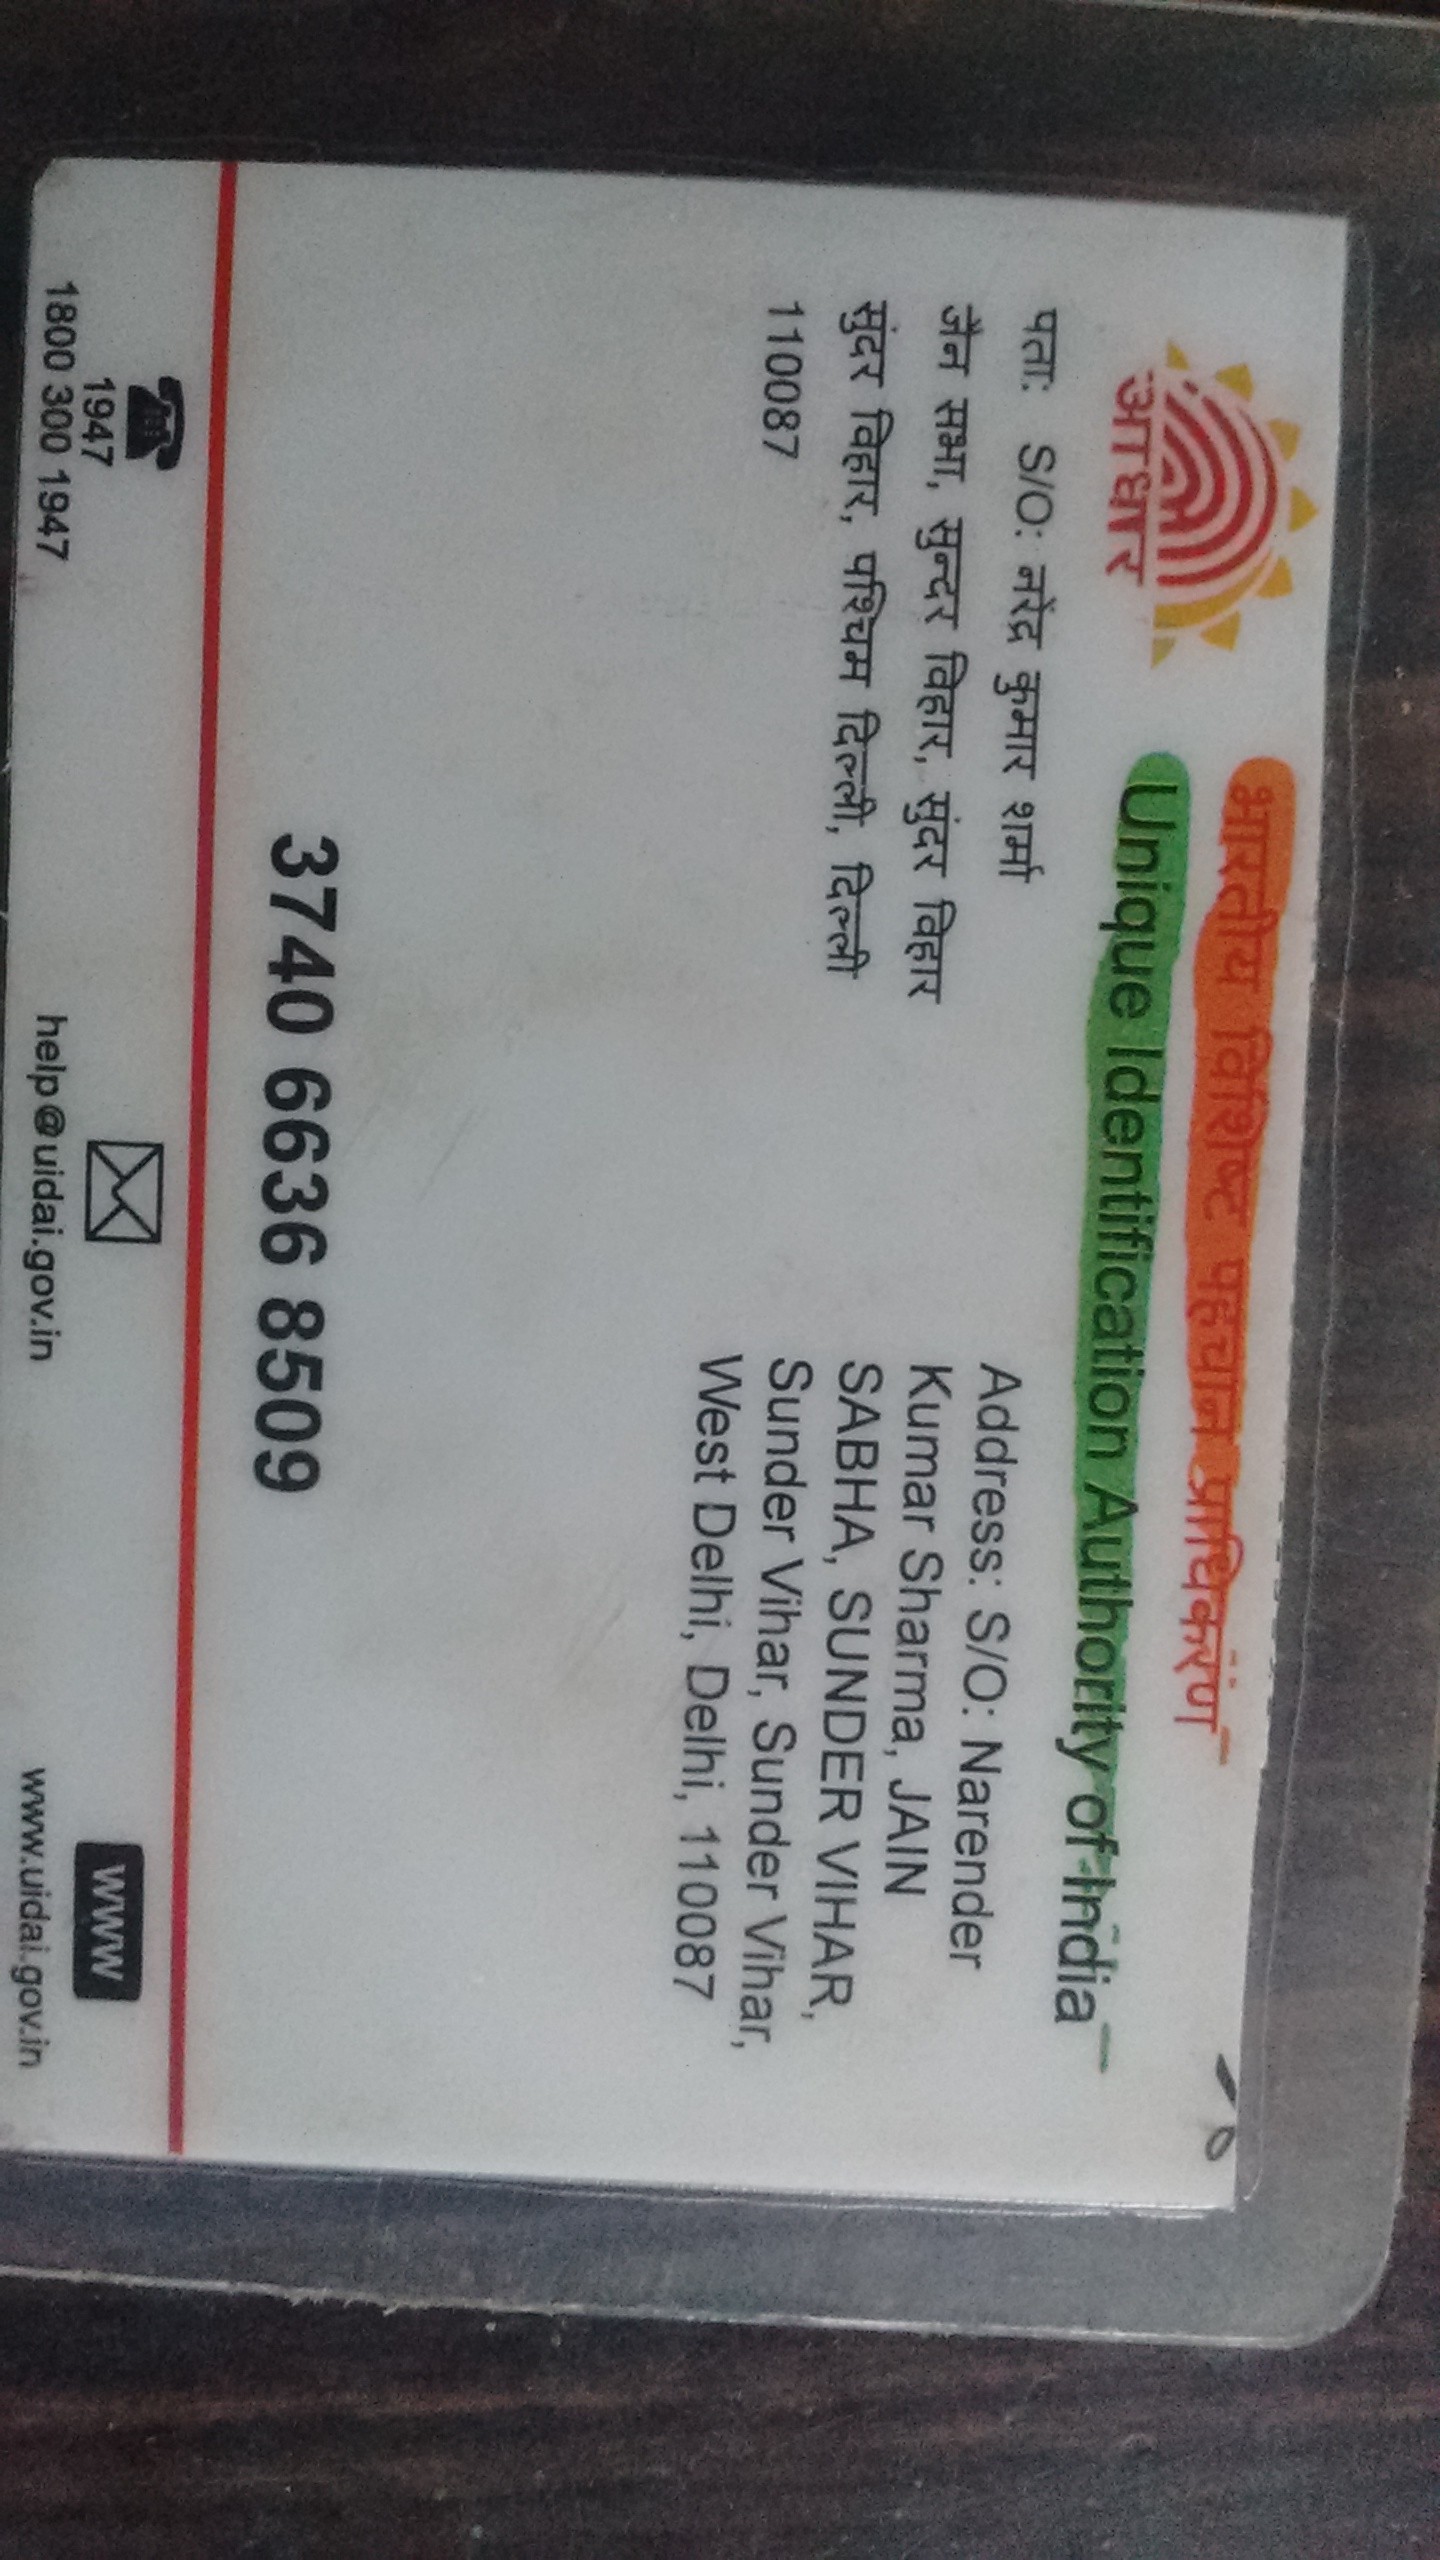 आधार
भारतीय विशिष्ट पहचान प्राधिकरण
Unique Identification Authority of India
पता: S/O: नरेंद्र कुमार शर्मा
जैन सभा, सुन्दर विहार, सुंदर विहार
सुंदर विहार, पश्चिम दिल्ली, दिल्ली
110087
Address: S/O: Narender
Kumar Sharma, JAIN
SABHA, SUNDER VIHAR,
Sunder Vihar, Sunder Vihar,
West Delhi, Delhi, 110087
3740 6636 8509
1947
1800 300 1947
help@uidai.gov.in
www
www.uidai.gov.in